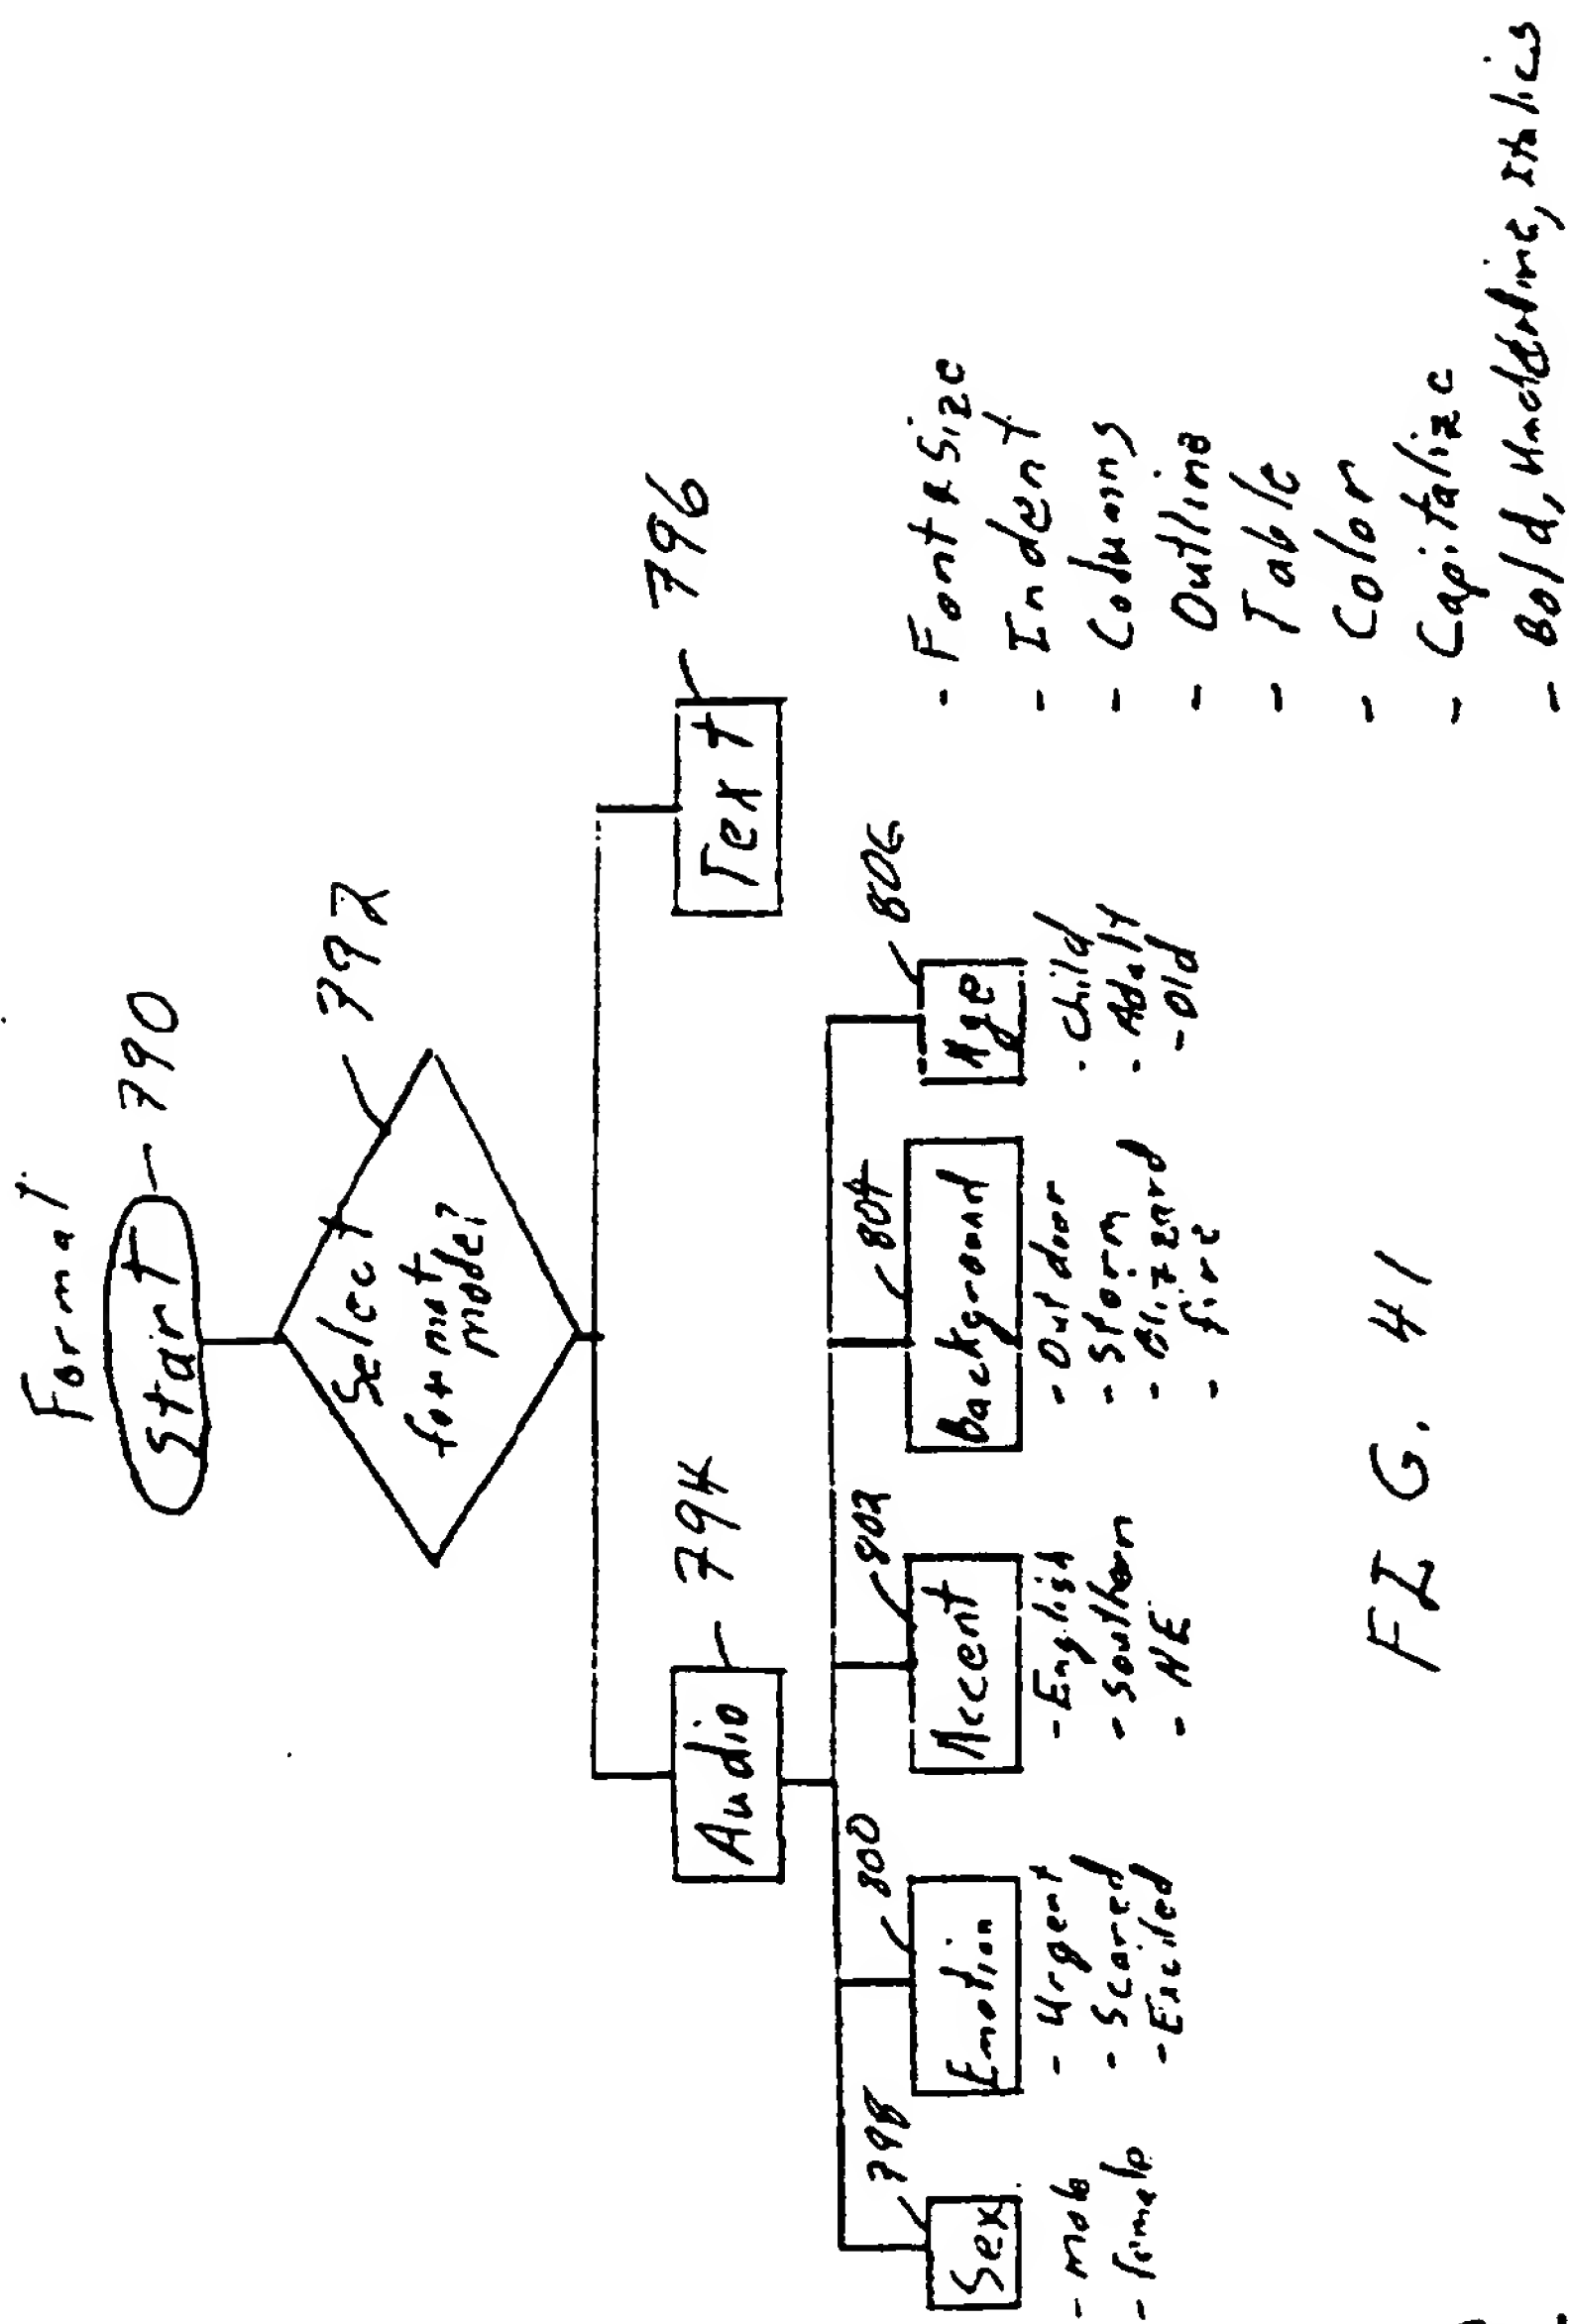 Format
Start
790
Select
format
mode?
792
Audio
794
Text
796
Sex
798
- male
- female
Emotion
800
- Urgent
- Scared
- Excited
Accent
802
- English
- Southern
- NE
Background
804
- Outdoor
- Storm
- Blizzard
- fire
Age
806
- Child
- Adult
- Old
- Font & Size
- Indent
- Columns
- Outline
- Table
- Color
- Capitalize
- Bold, Underline, Italics
FIG. 41